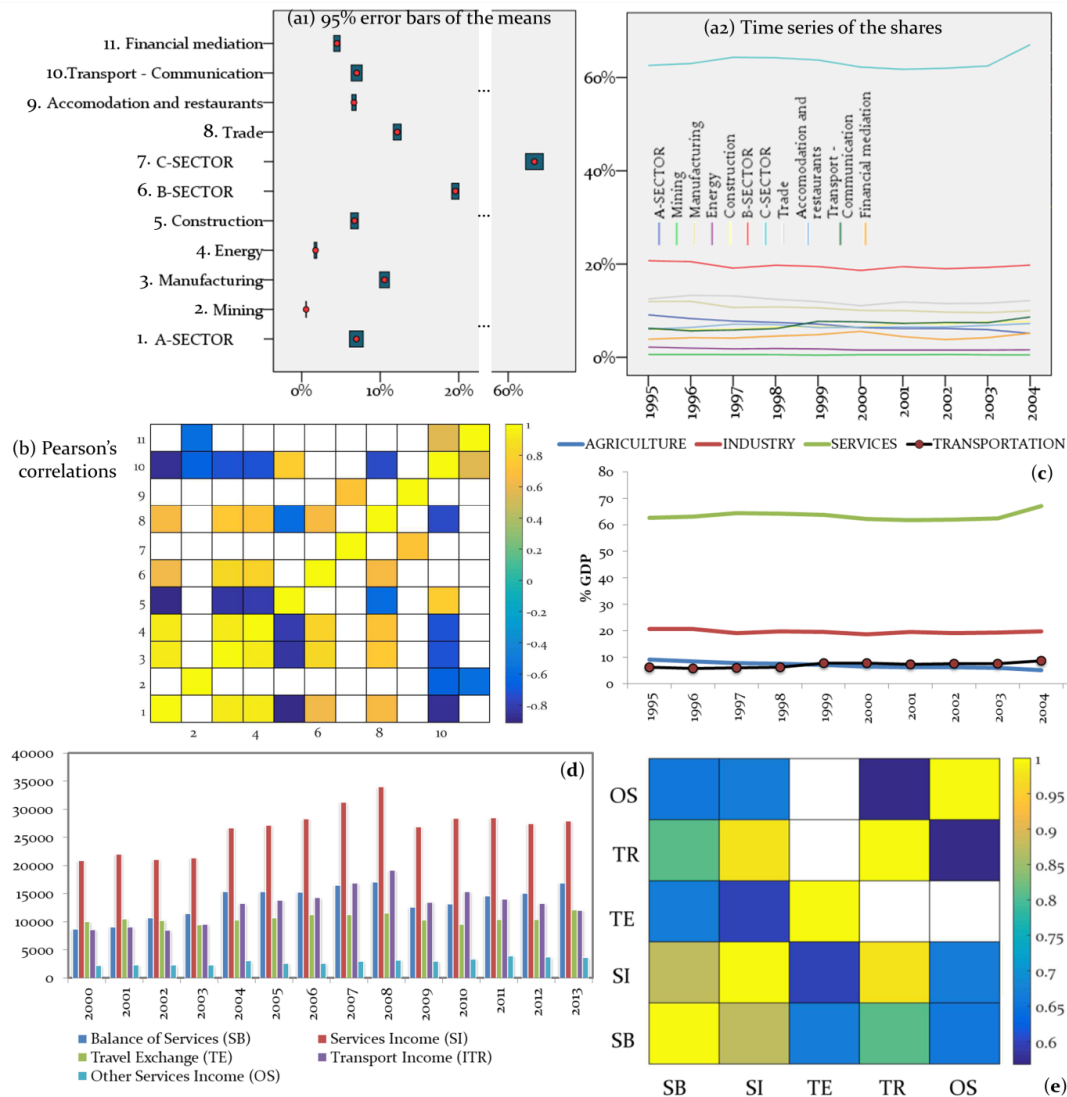 (a1) 95% error bars of the means
11. Financial mediation
10.Transport - Communication
9. Accomodation and restaurants
8. Trade
7. C-SECTOR
6. B-SECTOR
5. Construction
4. Energy
3. Manufacturing
2. Mining
1. A-SECTOR
...
...
...
0% 10% 20% 60%
(a2) Time series of the shares
60%
40%
20%
0%
A-SECTOR
Mining
Manufacturing
Energy
Construction
B-SECTOR
C-SECTOR
Trade
Accomodation and
restaurants
Transport -
Communication
Financial mediation
1995 1996 1997 1998 1999 2000 2001 2002 2003 2004
(b) Pearson's
correlations
11
10
9
8
7
6
5
4
3
2
1
2 4 6 8 10
1
0.8
0.6
0.4
0.2
0
-0.2
-0.4
-0.6
-0.8
AGRICULTURE INDUSTRY SERVICES TRANSPORTATION
(c)
% GDP
80
70
60
50
40
30
20
10
0
1995 1996 1997 1998 1999 2000 2001 2002 2003 2004
(d)
40000
35000
30000
25000
20000
15000
10000
5000
0
2000 2001 2002 2003 2004 2005 2006 2007 2008 2009 2010 2011 2012 2013
Balance of Services (SB) Services Income (SI)
Travel Exchange (TE) Transport Income (ITR)
Other Services Income (OS)
OS
TR
TE
SI
SB
SB SI TE TR OS
1
0.95
0.9
0.85
0.8
0.75
0.7
0.65
0.6
(e)